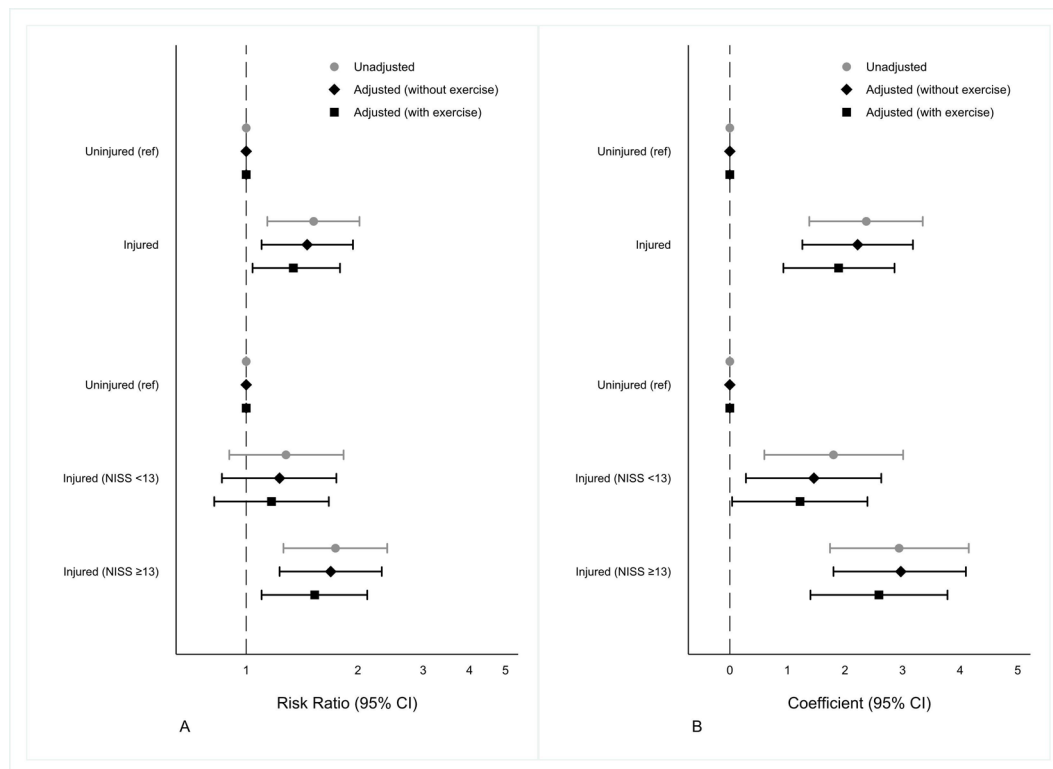 Unadjusted
Adjusted (without exercise)
Adjusted (with exercise)
Uninjured (ref)
Injured
Uninjured (ref)
Injured (NISS <13)
Injured (NISS ≥13)
1 2 3 4 5
Risk Ratio (95% CI)
A
Unadjusted
Adjusted (without exercise)
Adjusted (with exercise)
Uninjured (ref)
Injured
Uninjured (ref)
Injured (NISS <13)
Injured (NISS ≥13)
0 1 2 3 4 5
Coefficient (95% CI)
B